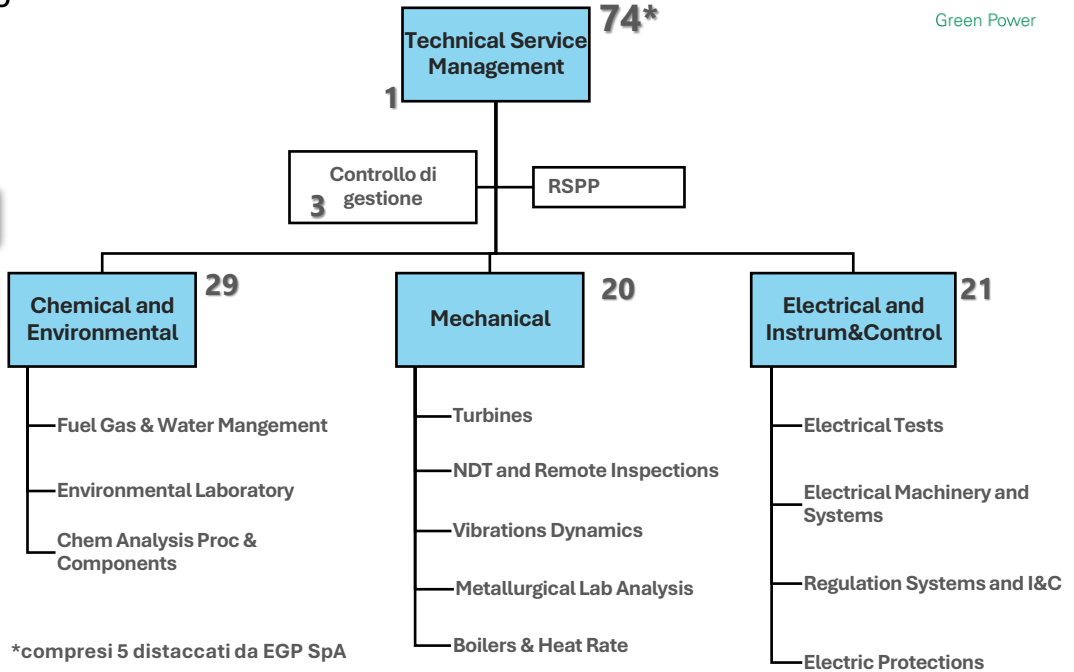 Green Power
74*
Technical Service
Management
1
Controllo di
gestione
3
RSPP
Chemical and
Environmental
29
Mechanical
20
Electrical and
Instrum&Control
21
Fuel Gas & Water Mangement
Environmental Laboratory
Chem Analysis Proc &
Components
Turbines
NDT and Remote Inspections
Vibrations Dynamics
Metallurgical Lab Analysis
Boilers & Heat Rate
Electrical Tests
Electrical Machinery and
Systems
Regulation Systems and I&C
Electric Protections
*compresi 5 distaccati da EGP SpA